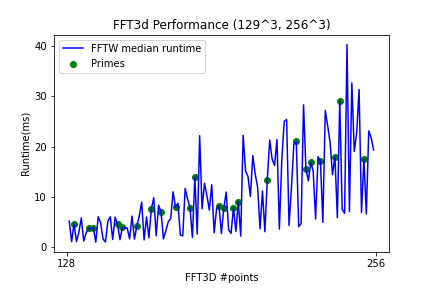 FFT3d Performance (129^3, 256^3)
FFTW median runtime
Primes
40
30
20
10
0
Runtime(ms)
128
256
FFT3D #points